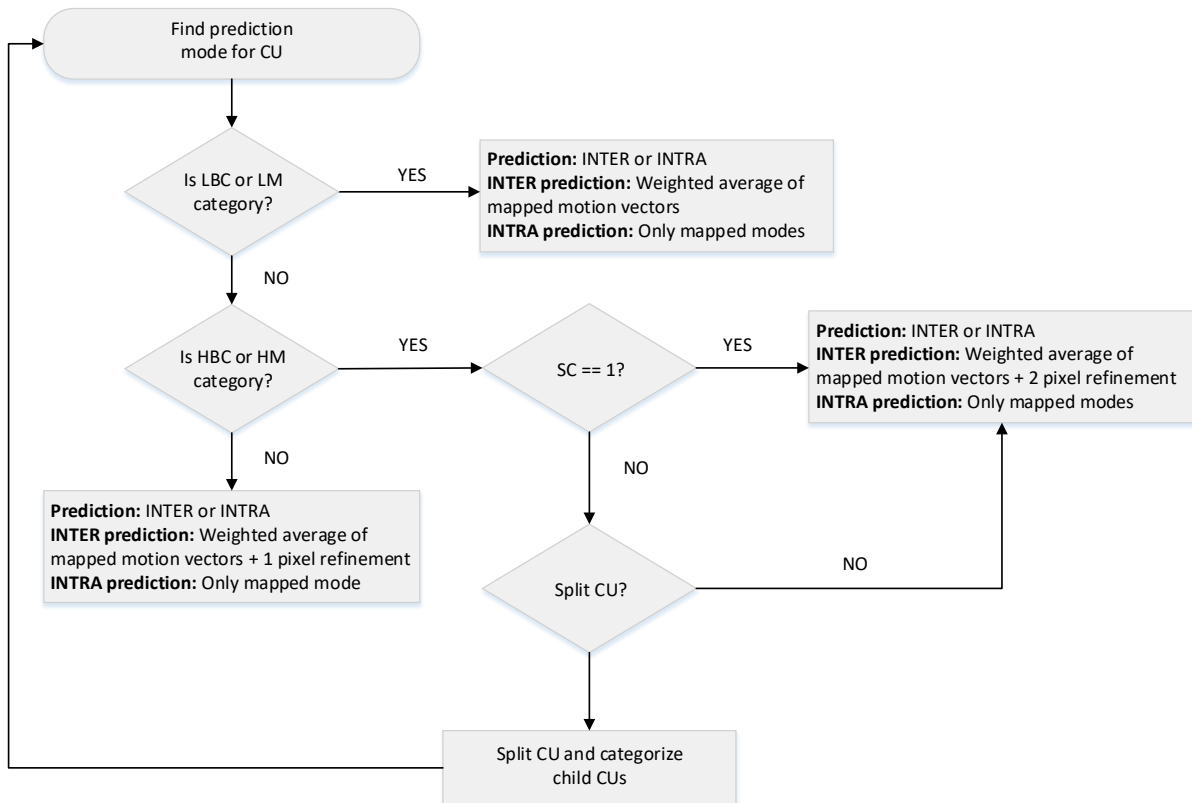 Find prediction
mode for CU
Is LBC or LM
category?
YES
Prediction: INTER or INTRA
INTER prediction: Weighted average of
mapped motion vectors
INTRA prediction: Only mapped modes
NO
Is HBC or HM
category?
YES
SC == 1?
YES
Prediction: INTER or INTRA
INTER prediction: Weighted average of
mapped motion vectors + 2 pixel refinement
INTRA prediction: Only mapped modes
NO
NO
Prediction: INTER or INTRA
INTER prediction: Weighted average of
mapped motion vectors + 1 pixel refinement
INTRA prediction: Only mapped mode
Split CU?
NO
Split CU and categorize
child CUs